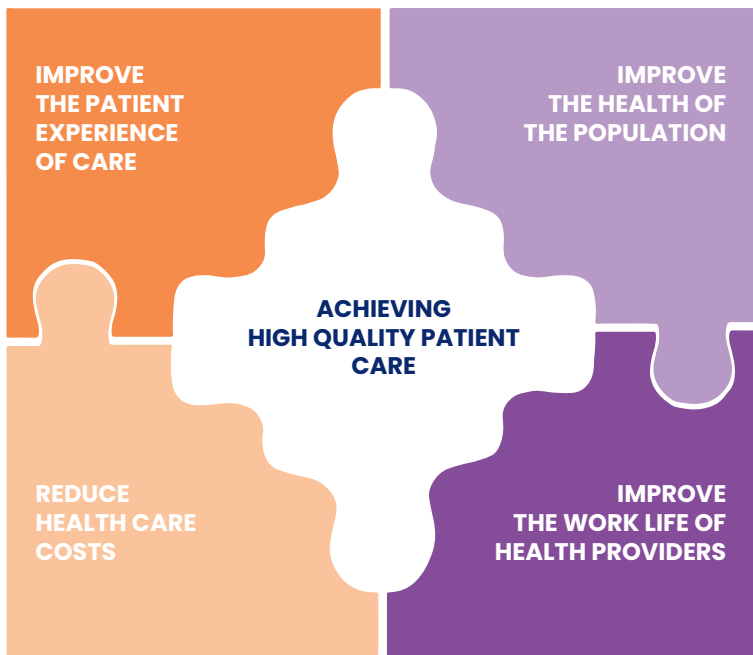 IMPROVE
THE PATIENT
EXPERIENCE
OF CARE
IMPROVE
THE HEALTH OF
THE POPULATION
ACHIEVING
HIGH QUALITY PATIENT
CARE
REDUCE
HEALTH CARE
COSTS
IMPROVE
THE WORK LIFE OF
HEALTH PROVIDERS